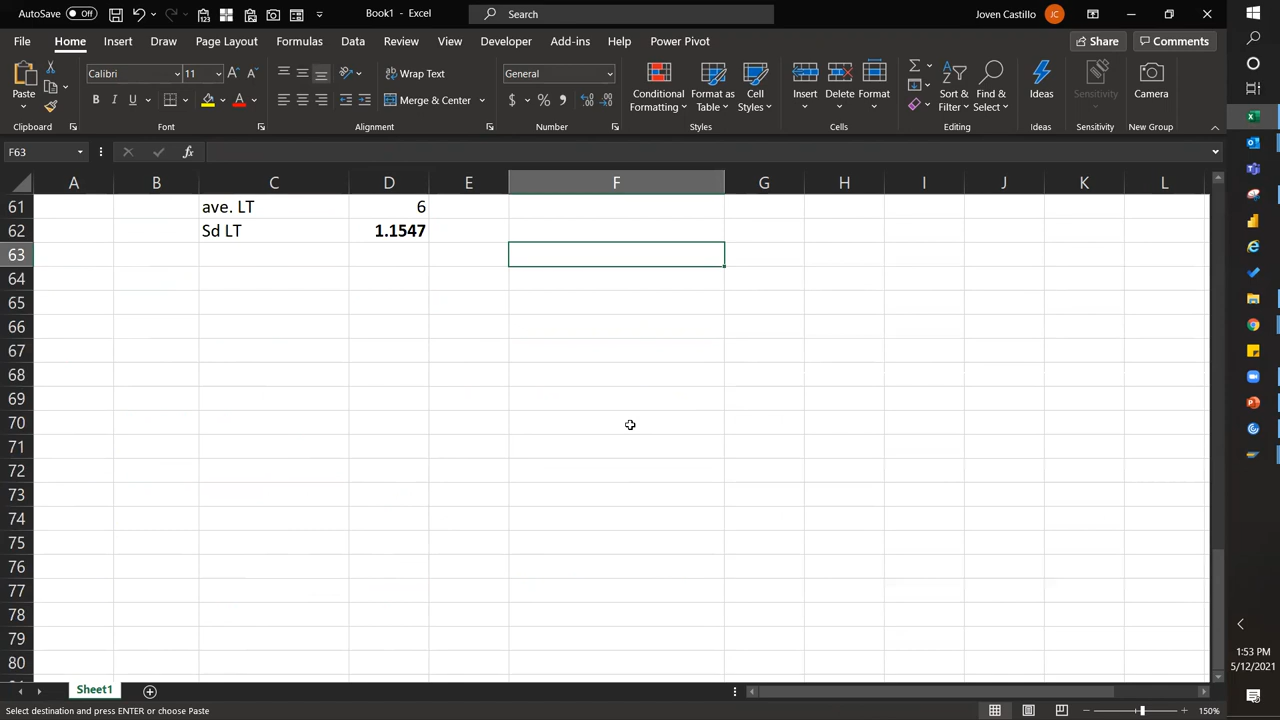 AutoSave Off Book1 - Excel Search Joven Castillo JC
File Home Insert Draw Page Layout Formulas Data Review View Developer Add-ins Help Power Pivot Share Comments
Calibri 11 Wrap Text General
Paste B I U A Merge & Center $ % Conditional Formatting Format as Table Cell Styles Insert Delete Format Sort & Filter Find & Select Ideas Sensitivity Camera
Clipboard Font Alignment Number Styles Cells Editing Ideas Sensitivity New Group
F63 fx
A B C D E F G H I J K L
61 ave. LT 6
62 Sd LT 1.1547
63
64
65
66
67
68
69
70
71
72
73
74
75
76
77
78
79
80
Sheet1
Select destination and press ENTER or choose Paste 150%
1:53 PM
5/12/2021